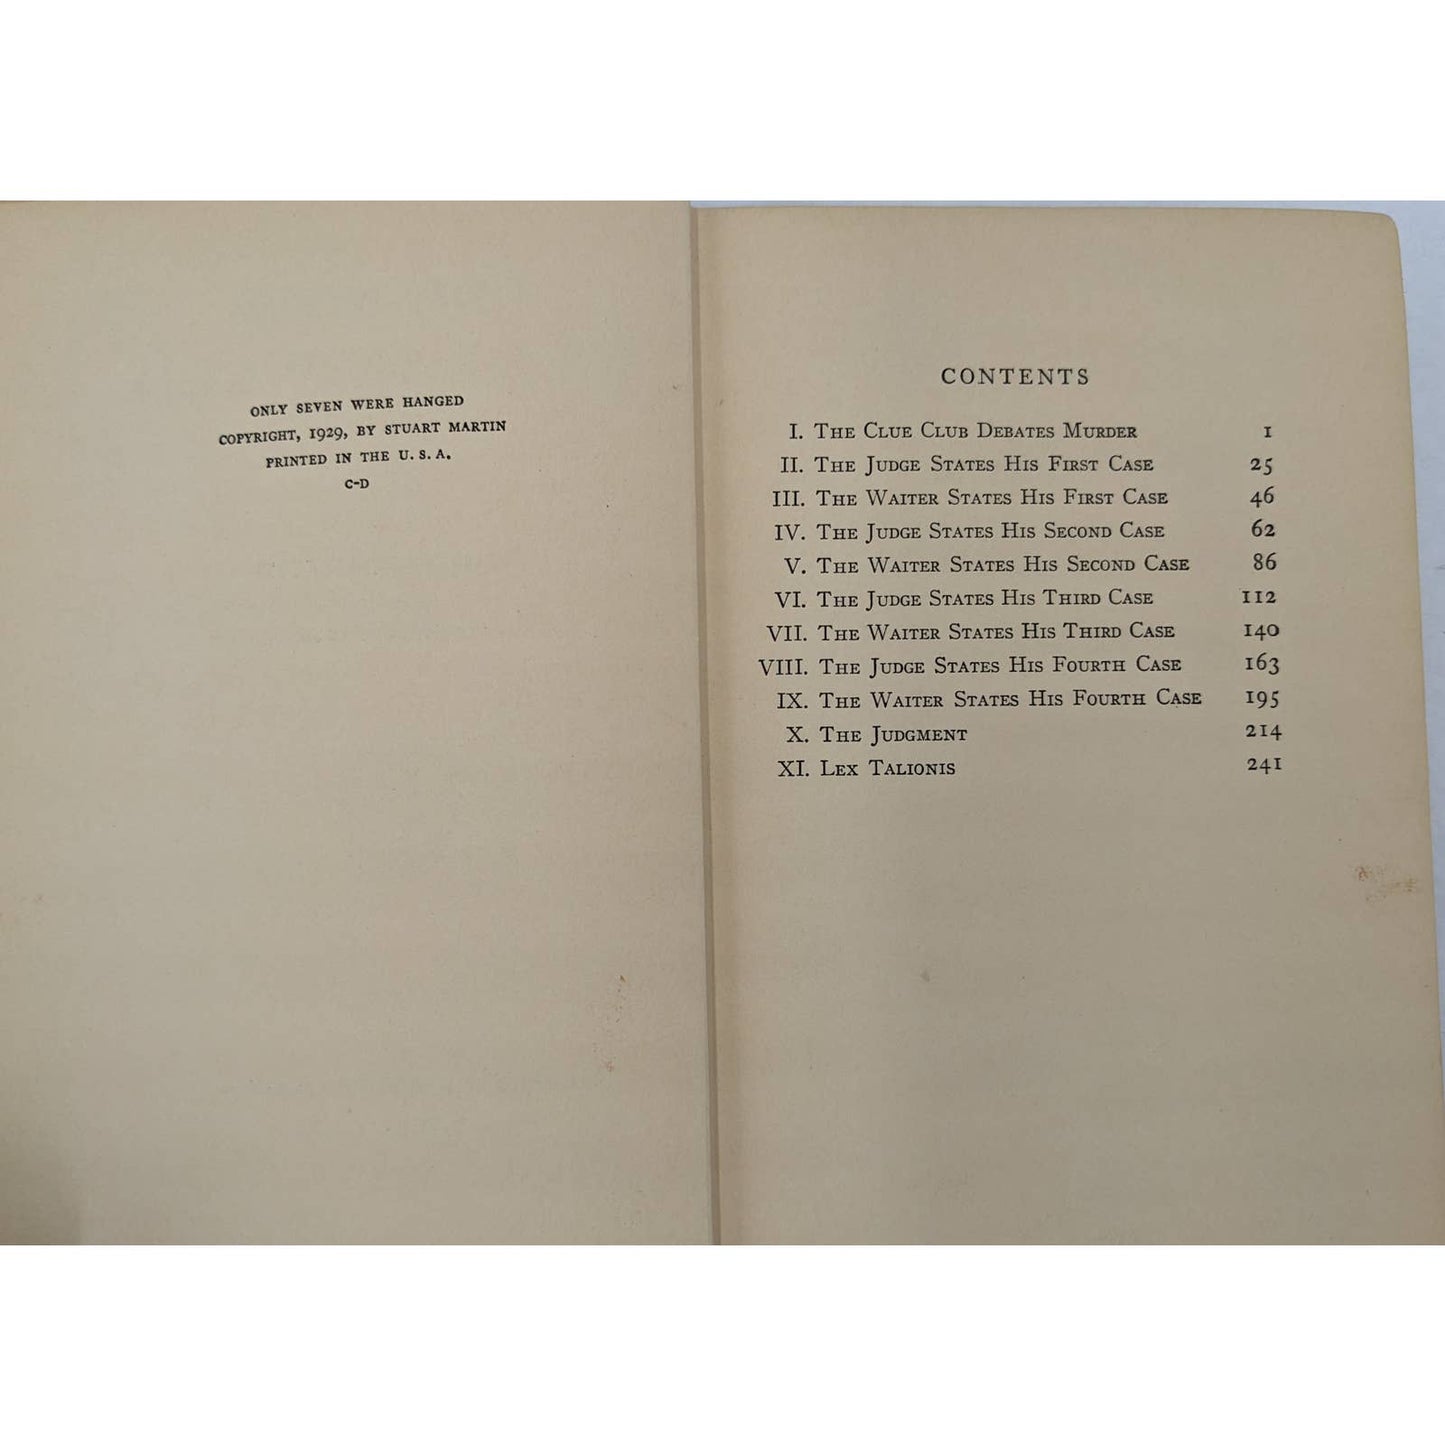 ONLY SEVEN WERE HANGED
COPYRIGHT, 1929, BY STUART MARTIN
PRINTED IN THE U. S. A.
C-D
CONTENTS
I. THE CLUE CLUB DEBATES MURDER 1
II. THE JUDGE STATES HIS FIRST CASE 25
III. THE WAITER STATES HIS FIRST CASE 46
IV. THE JUDGE STATES HIS SECOND CASE 62
V. THE WAITER STATES HIS SECOND CASE 86
VI. THE JUDGE STATES HIS THIRD CASE 112
VII. THE WAITER STATES HIS THIRD CASE 140
VIII. THE JUDGE STATES HIS FOURTH CASE 163
IX. THE WAITER STATES HIS FOURTH CASE 195
X. THE JUDGMENT 214
XI. LEX TALIONIS 241